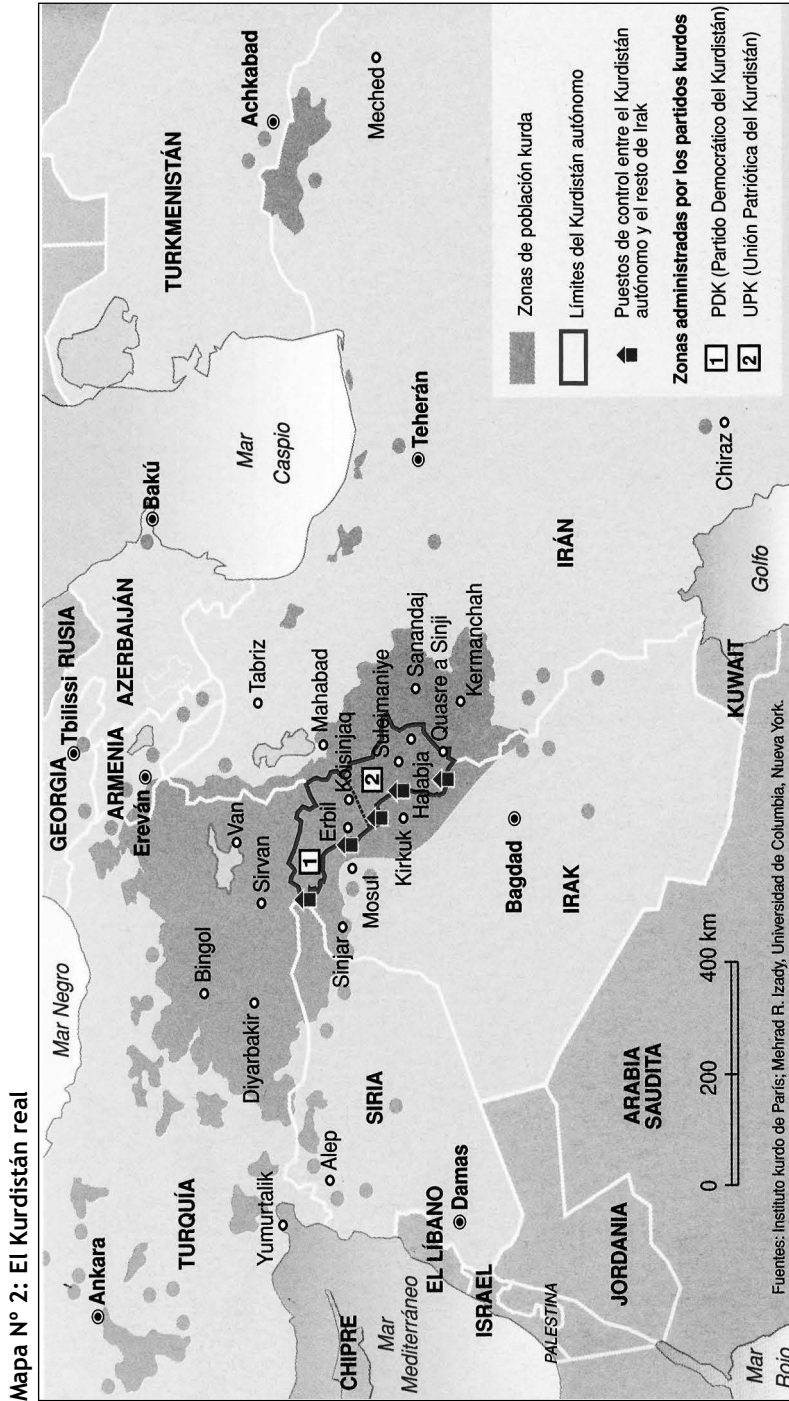 Mapa Nº 2: El Kurdistán real
Mar Negro
GEORGIA
Tbilissi
RUSIA
ARMENIA
Ereván
AZERBAIJÁN
Bakú
Mar
Caspio
TURKMENISTÁN
Achkabad
Meched
Ankara
TURQUÍA
Yumurtalik
Bingol
Diyarbakir
Van
Sirvan
Tabriz
Mahabad
Teherán
CHIPRE
Mar
Mediterráneo
Alep
SIRIA
Sinjar
Mosul
1
Erbil
Koisinjaq
2
Suleimaniye
Kirkuk
Halabja
Sanandaj
Quasre a Sinji
Kermanchah
EL LÍBANO
Damas
ISRAEL
PALESTINA
JORDANIA
Bagdad
IRAK
IRÁN
ARABIA
SAUDITA
KUWAIT
Golfo
Chiraz
Mar
Rojo
0 200 400 km
Zonas de población kurda
Límites del Kurdistán autónomo
Puestos de control entre el Kurdistán
autónomo y el resto de Irak
Zonas administradas por los partidos kurdos
1 PDK (Partido Democrático del Kurdistán)
2 UPK (Unión Patriótica del Kurdistán)
Fuentes: Instituto kurdo de París; Mehrad R. Izady, Universidad de Columbia, Nueva York.